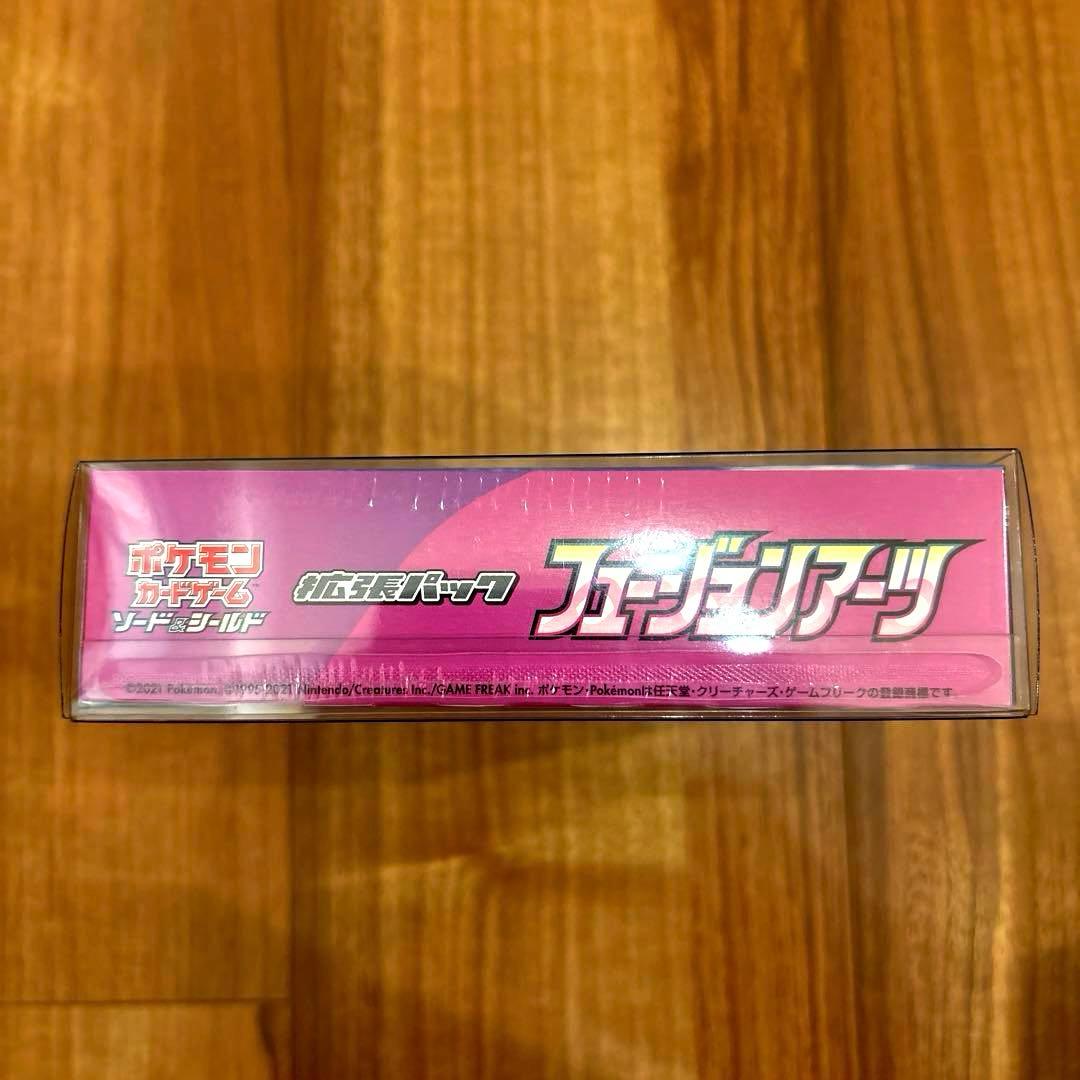 ポケモン
カードゲーム
ソード&シールド
拡張パック
フュージョンアーツ
©2021 Pokémon. ©1995-2021 Nintendo/Creatures Inc./GAME FREAK inc. ポケモン・Pokémonは任天堂・クリーチャーズ・ゲームフリークの登録商標です。